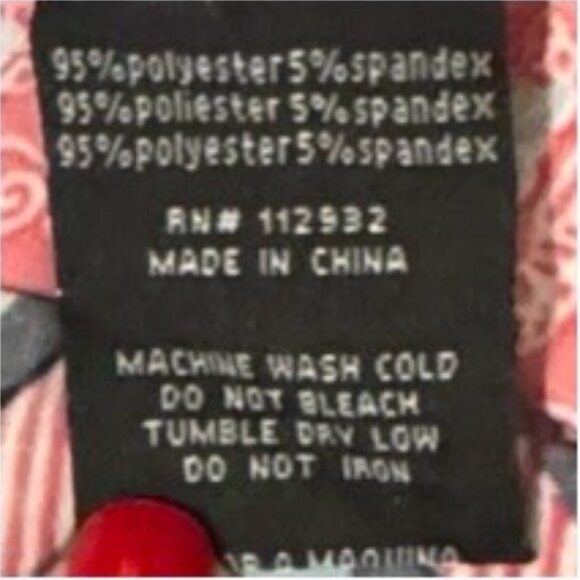 95%polyester5%spandex
95%poliester 5%spandex
95%polyester5%spandex
RN# 112932
MADE IN CHINA
MACHINE WASH COLD
DO NOT BLEACH
TUMBLE DRY LOW
DO NOT IRON
A MAQUINA